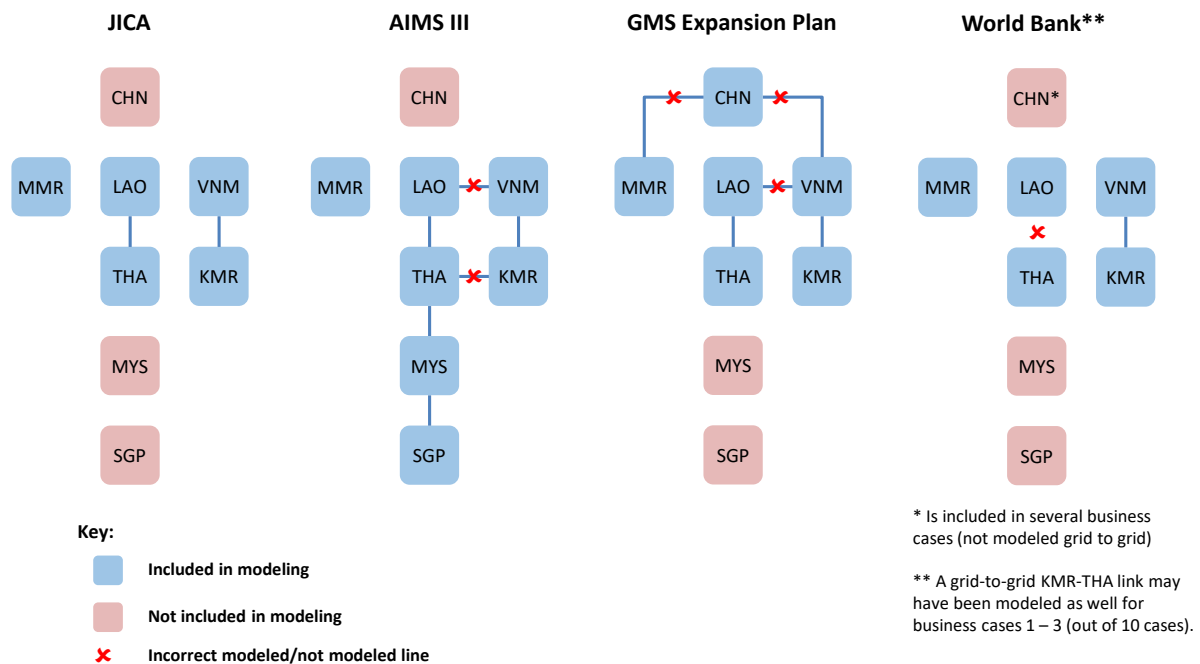 JICA
CHN
MMR
LAO
VNM
THA
KMR
MYS
SGP
AIMS III
CHN
MMR
LAO
VNM
THA
KMR
MYS
SGP
GMS Expansion Plan
CHN
MMR
LAO
VNM
THA
KMR
MYS
SGP
World Bank**
CHN*
MMR
LAO
VNM
THA
KMR
MYS
SGP
* Is included in several business
cases (not modeled grid to grid)
** A grid-to-grid KMR-THA link may
have been modeled as well for
business cases 1 – 3 (out of 10 cases).
Key:
Included in modeling
Not included in modeling
Incorrect modeled/not modeled line